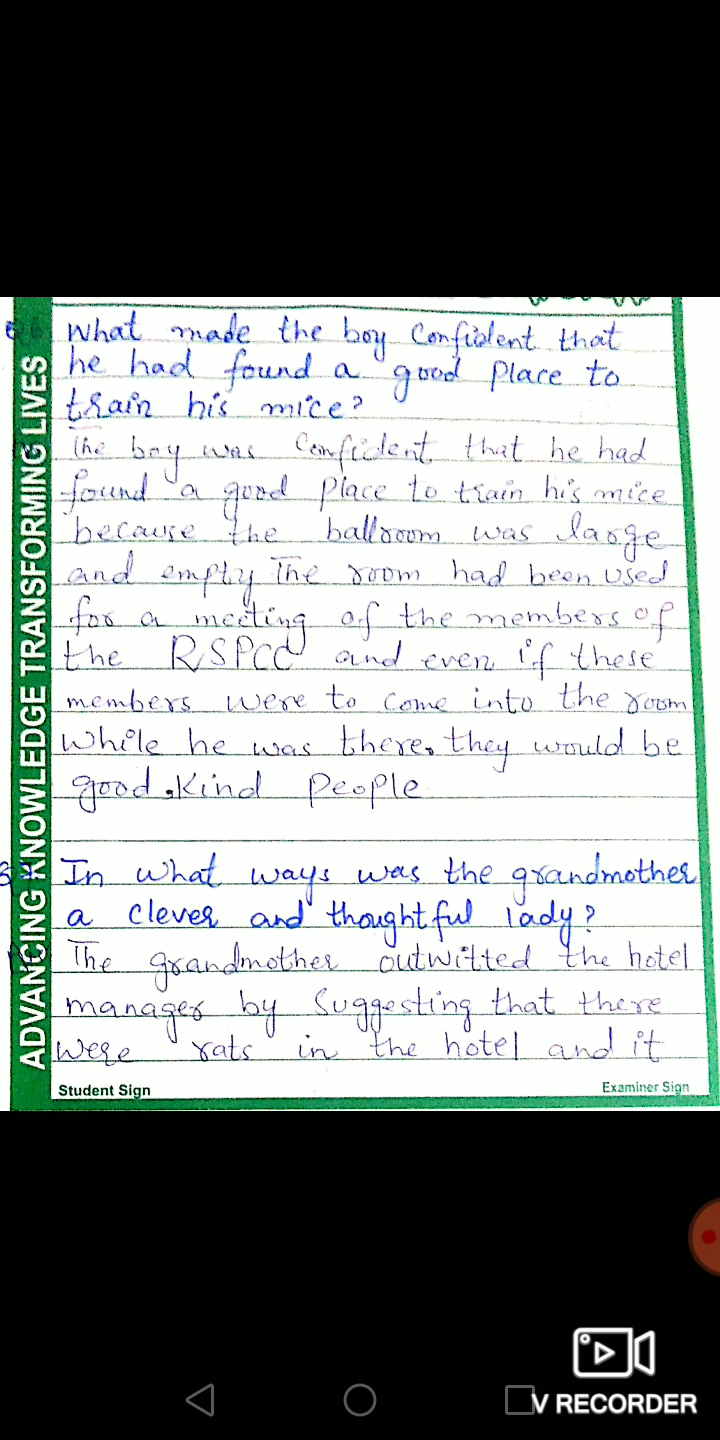 What made the boy Confident that
he had found a good Place to
train his mice?
The boy was Confident that he had
found a good Place to train his mice
because the ballroom was large
and empty The room had been used
for a meeting of the members of
the RSPCC and even if these
members were to come into the room
while he was there, they would be
good, kind People
In what ways was the grandmother
a clever and thoughtful lady?
The grandmother outwitted the hotel
manager by Suggesting that there
were rats in the hotel and it
Student Sign
Examiner Sign
ADVANCING KNOWLEDGE TRANSFORMING LIVES
V RECORDER